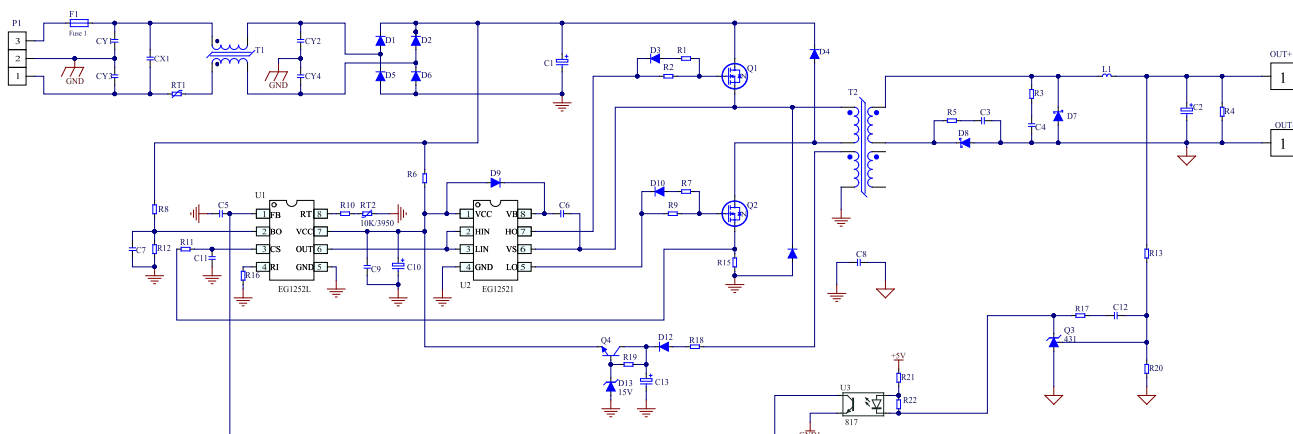 P1
F1
Fuse 1
3
2
1
CY1
CY3
GND
CX1
RT1
T1
CY2
CY4
GND
D1
D2
D5
D6
C1
D3
R1
R2
Q1
D4
T2
L1
OUT+
1
R3
C4
D7
C2
R4
OUT-
1
R5
C3
D8
R6
D9
D10
R7
R9
Q2
R8
C5
U1
1
FB
RT
8
2
BO
VCC
7
3
CS
OUT
6
4
RI
GND
5
EG1252L
R10
RT2
10K/3950
C7
R12
R11
C11
R16
C9
C10
1
VCC
VB
8
2
HIN
HO
7
3
LIN
VS
6
4
GND
LO
5
U2
EG12521
C6
R15
C8
R13
R17
C12
Q3
431
R20
Q4
D12
R18
R19
D13
15V
C13
+5V
R21
U3
R22
817